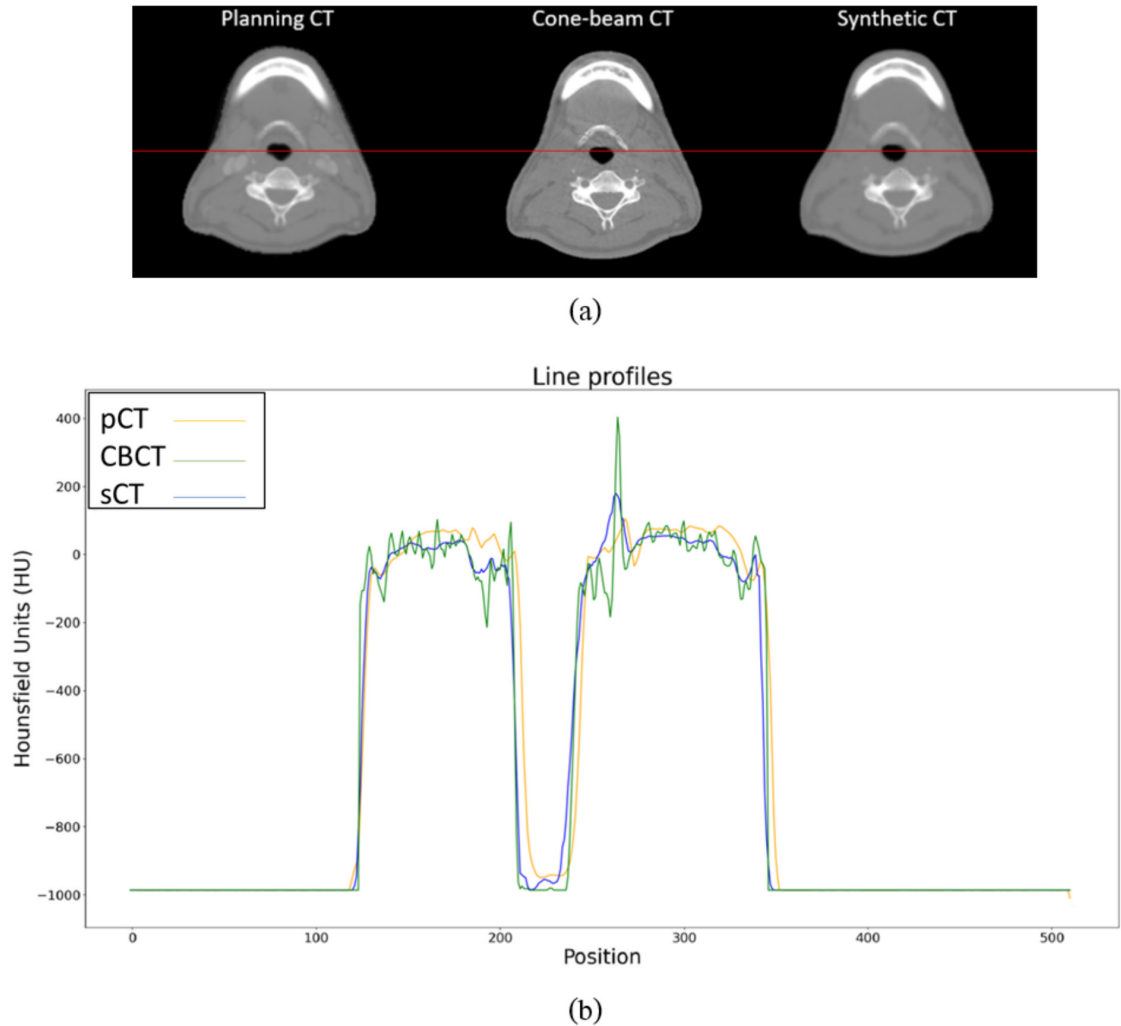 Planning CT
Cone-beam CT
Synthetic CT
(a)
Line profiles
pCT
CBCT
sCT
400
200
0
−200
−400
−600
−800
−1000
Hounsfield Units (HU)
0
100
200
300
400
500
Position
(b)